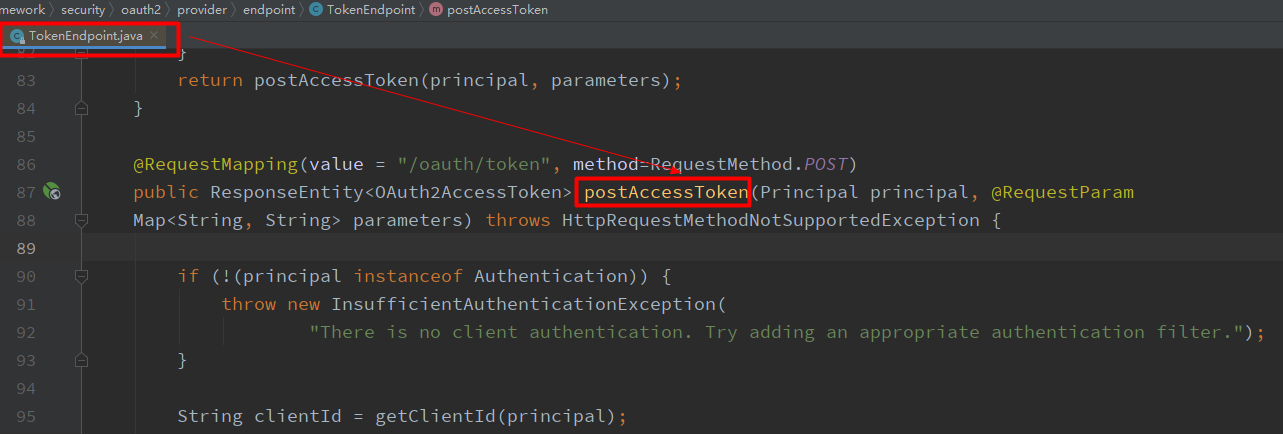 mework > security > oauth2 > provider > endpoint > TokenEndpoint > postAccessToken
TokenEndpoint.java ×
82 }
83 return postAccessToken(principal, parameters);
84 }
85
86 @RequestMapping(value = "/oauth/token", method=RequestMethod.POST)
87 public ResponseEntity<OAuth2AccessToken> postAccessToken(Principal principal, @RequestParam
88 Map<String, String> parameters) throws HttpRequestMethodNotSupportedException {
89
90 if (!(principal instanceof Authentication)) {
91 throw new InsufficientAuthenticationException(
92 "There is no client authentication. Try adding an appropriate authentication filter.");
93 }
94
95 String clientId = getClientId(principal);